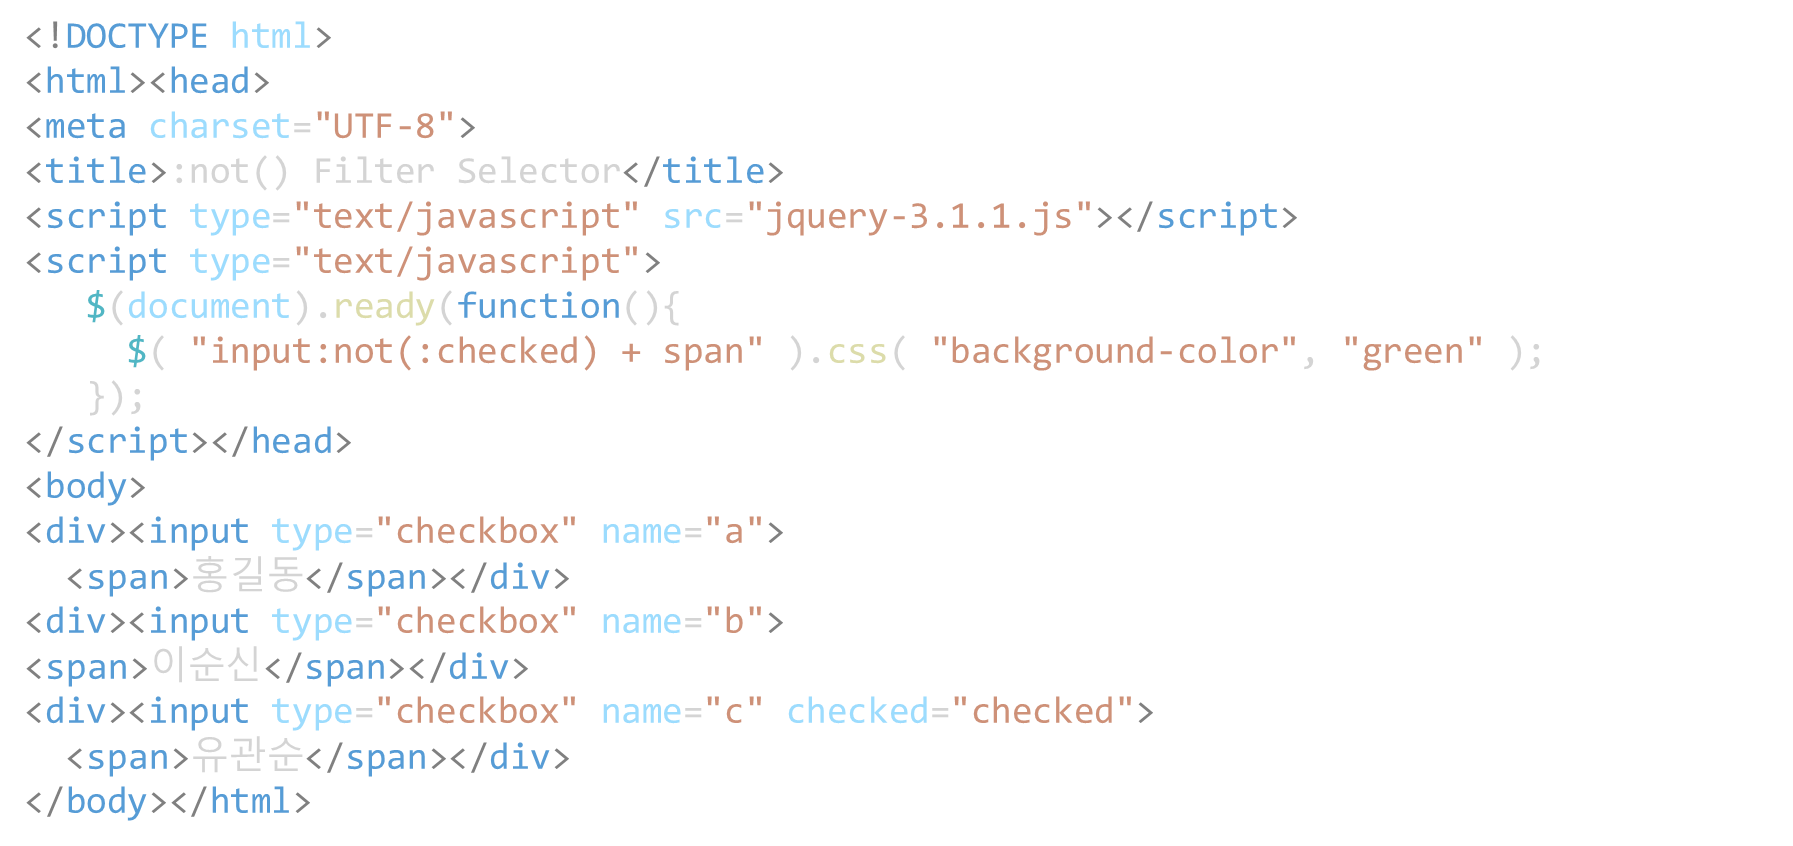 <!DOCTYPE html>
<html><head>
<meta charset="UTF-8">
<title>:not() Filter Selector</title>
<script type="text/javascript" src="jquery-3.1.1.js"></script>
<script type="text/javascript">
   $(document).ready(function(){
     $( "input:not(:checked) + span" ).css( "background-color", "green" );
   });
</script></head>
<body>
<div><input type="checkbox" name="a">
  <span>홍길동</span></div>
<div><input type="checkbox" name="b">
<span>이순신</span></div>
<div><input type="checkbox" name="c" checked="checked">
  <span>유관순</span></div>
</body></html>